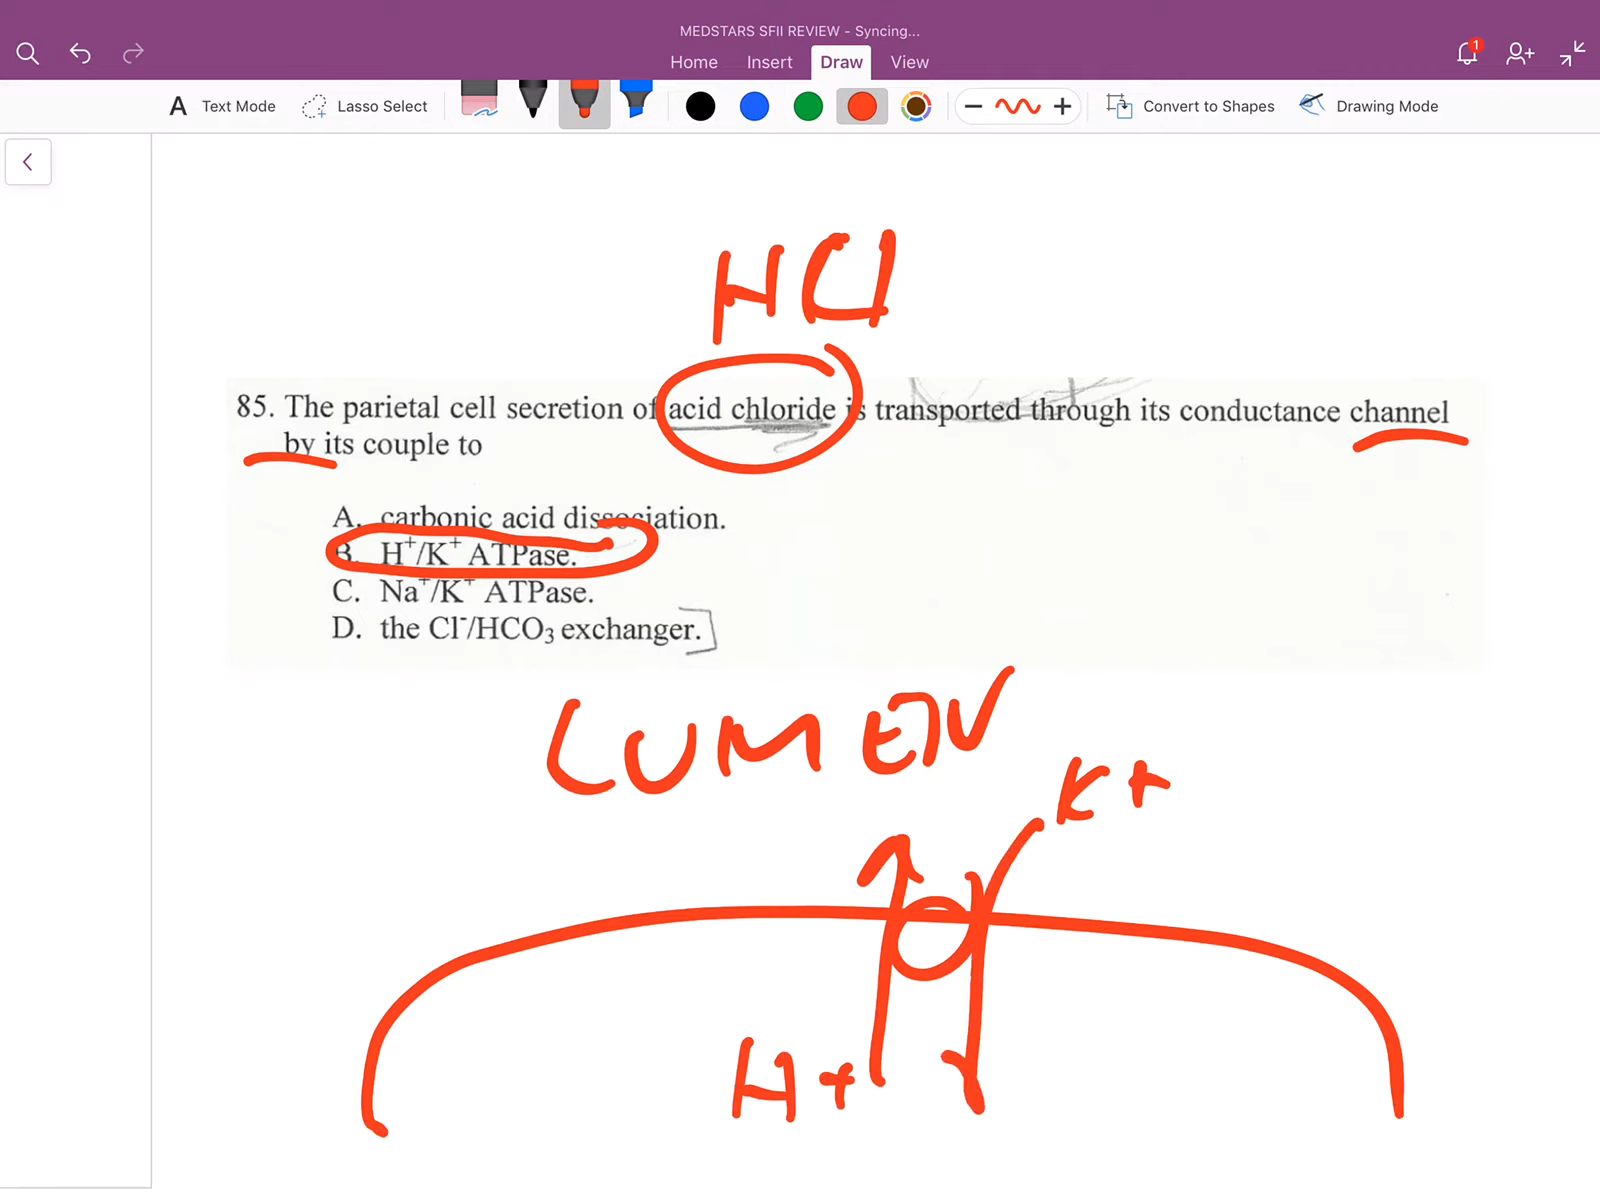 MEDSTARS SFII REVIEW - Syncing...
1
Home Insert Draw View
A Text Mode Lasso Select Convert to Shapes Drawing Mode
HCl
85. The parietal cell secretion of acid chloride is transported through its conductance channel
by its couple to
A. carbonic acid dissociation.
B. H⁺/K⁺ ATPase.
C. Na⁺/K⁺ ATPase.
D. the Cl⁻/HCO₃ exchanger.
LUMEN
K+
H+